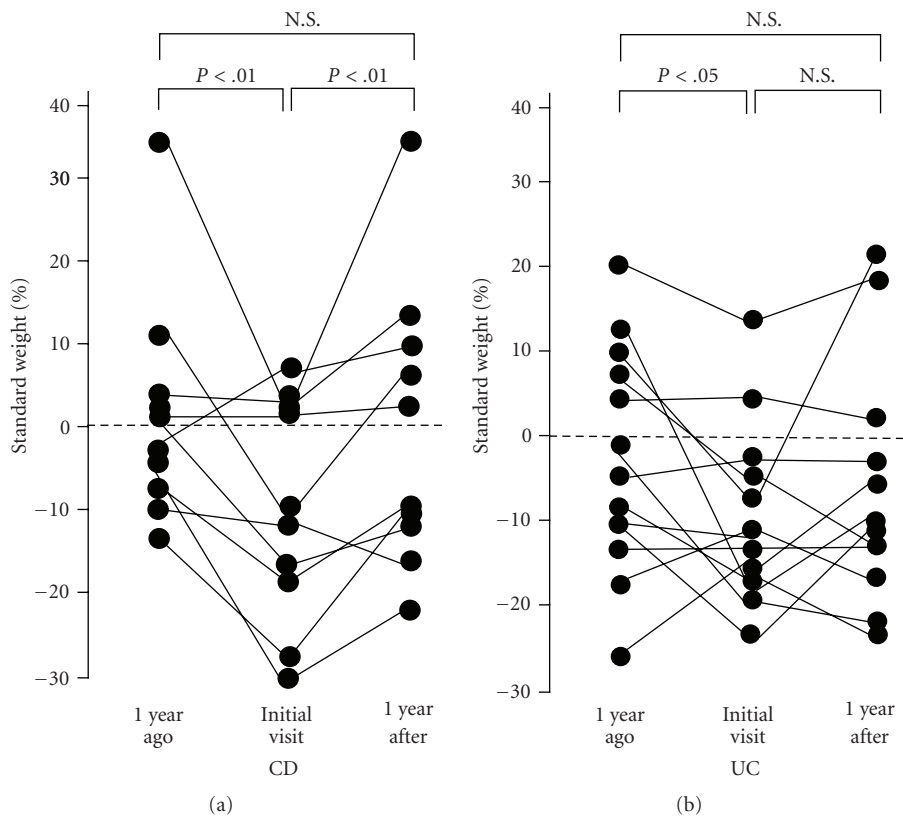 N.S.
P < .01
P < .01
Standard weight (%)
40
30
20
10
0
−10
−20
−30
1 year
ago
Initial
visit
1 year
after
CD
(a)
N.S.
P < .05
N.S.
Standard weight (%)
40
30
20
10
0
−10
−20
−30
1 year
ago
Initial
visit
1 year
after
UC
(b)